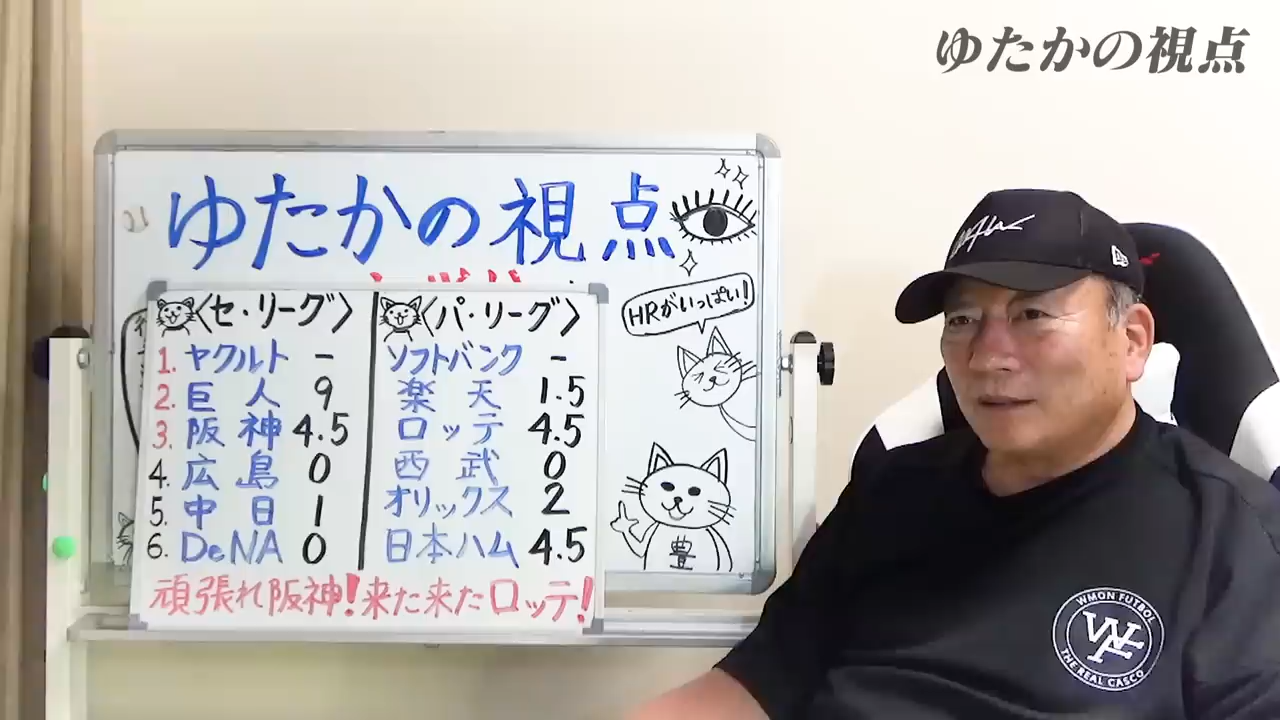 ゆたかの視点
ゆたかの視点
HRがいっぱい!
〈セ・リーグ〉 〈パ・リーグ〉
1. ヤクルト - ソフトバンク -
2. 巨人 9 楽天 1.5
3. 阪神 4.5 ロッテ 4.5
4. 広島 0 西武 0
5. 中日 1 オリックス 2
6. DeNA 0 日本ハム 4.5
頑張れ阪神!来た来たロッテ!
豊
WMON FUTBOL
WF
THE REAL CASCO